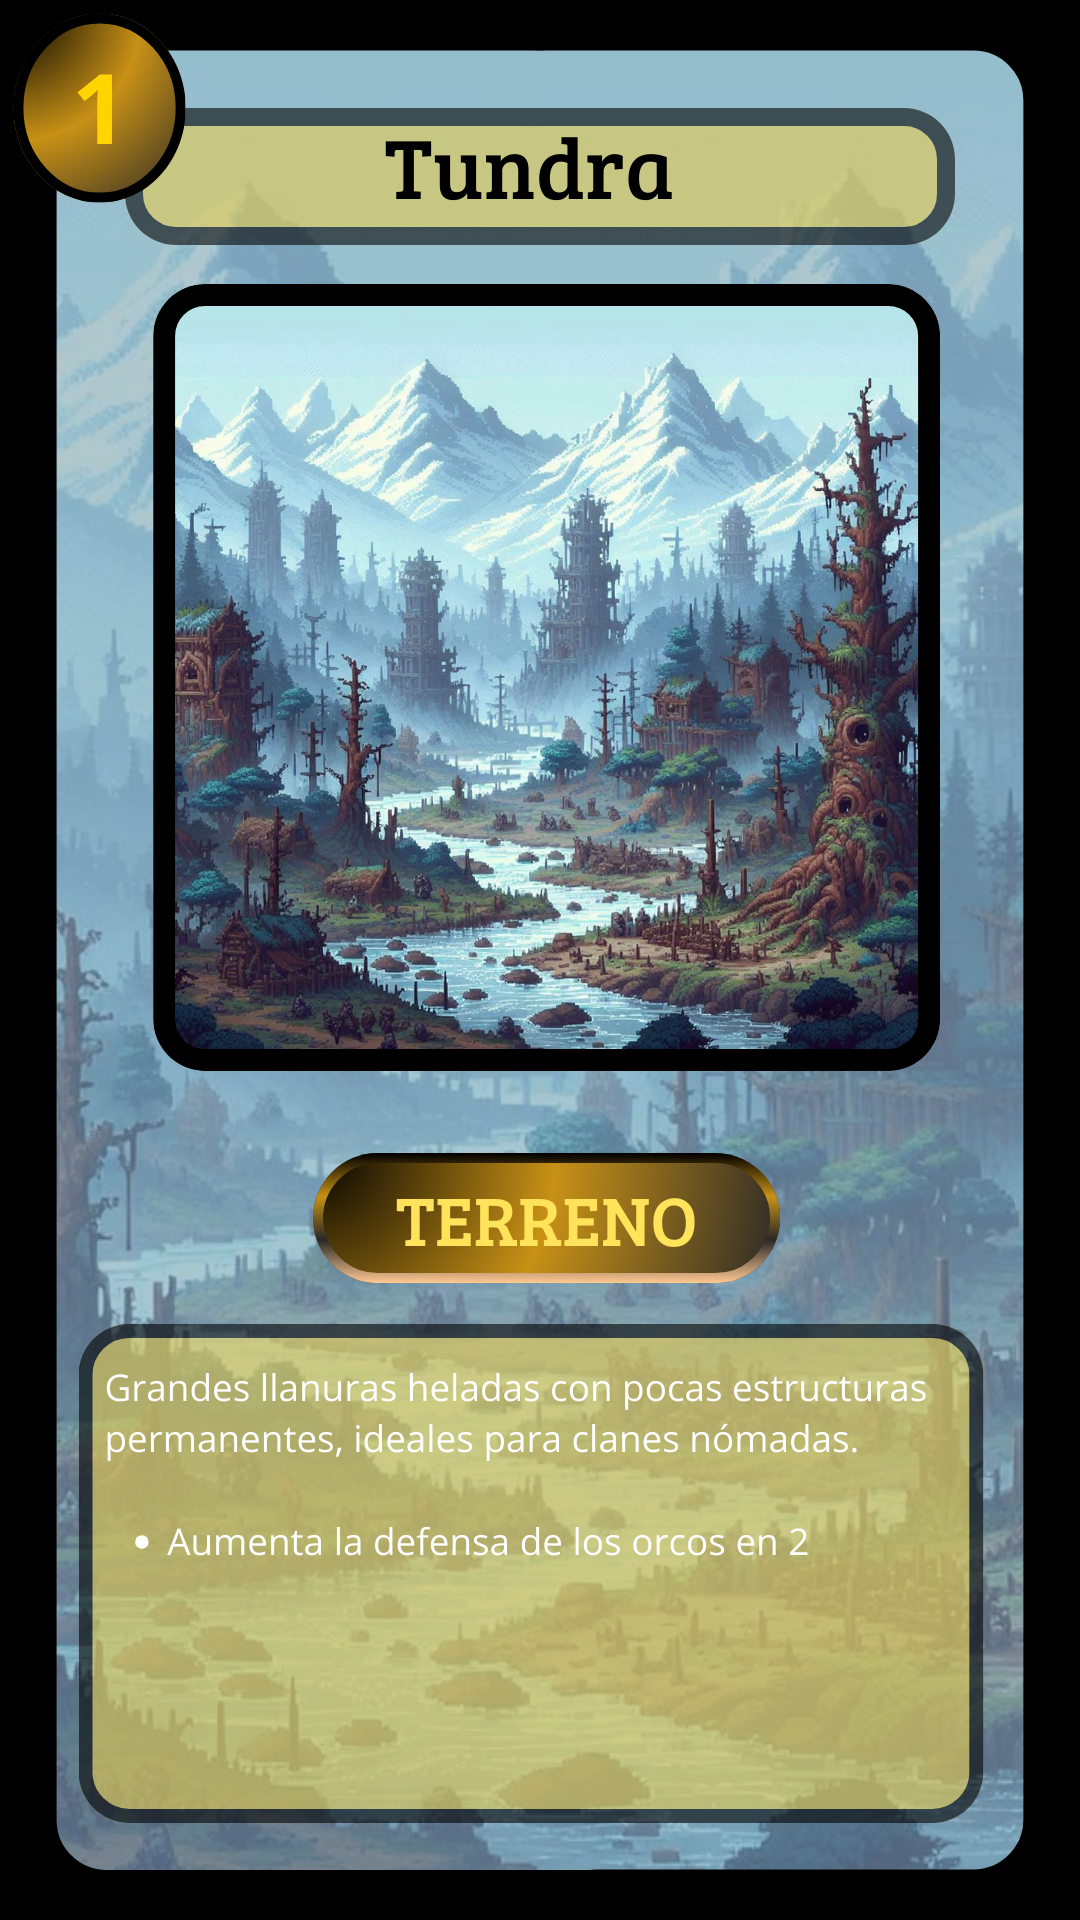 1
Tundra
TERRENO
Grandes llanuras heladas con pocas estructuras
permanentes, ideales para clanes nómadas.
• Aumenta la defensa de los orcos en 2